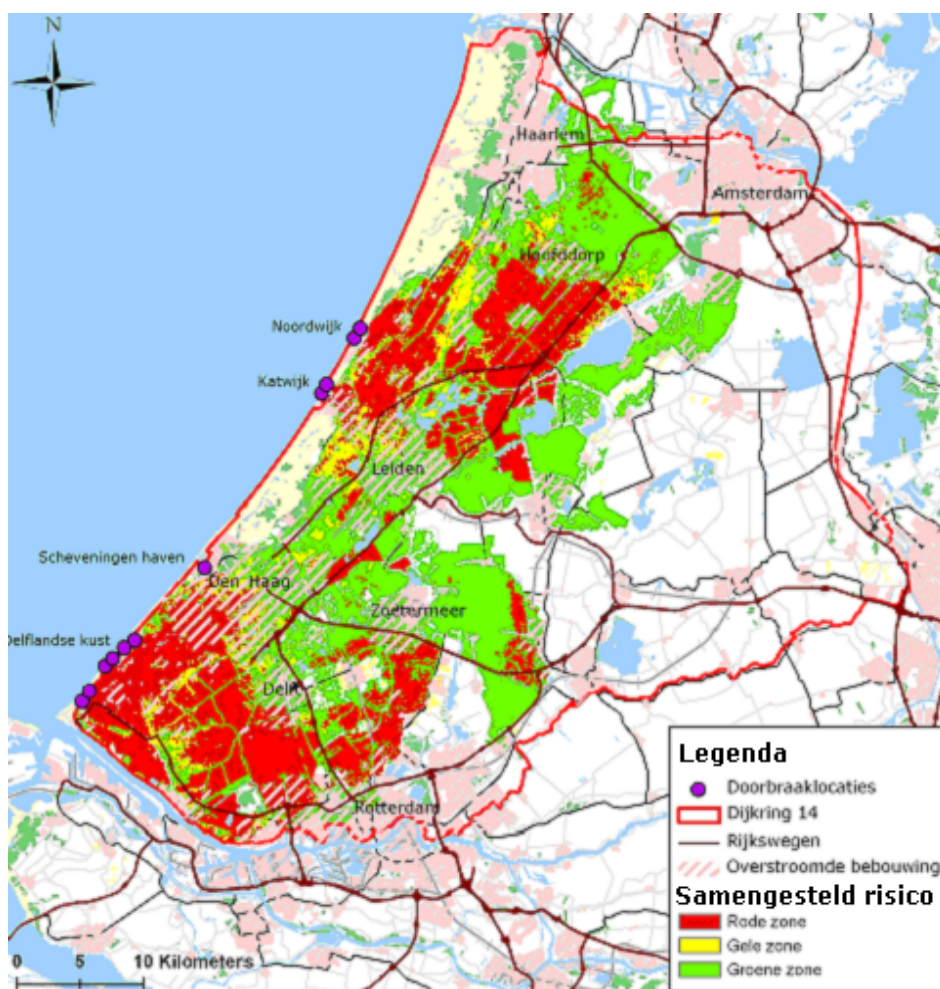 N
Haarlem
Amsterdam
Hoofddorp
Noordwijk
Katwijk
Leiden
Scheveningen haven
Den Haag
Zoetermeer
Delflandse kust
Delft
Rotterdam
0 5 10 Kilometers
Legenda
Doorbraaklocaties
Dijkring 14
Rijkswegen
Overstroomde bebouwing
Samengesteld risico
Rode zone
Gele zone
Groene zone